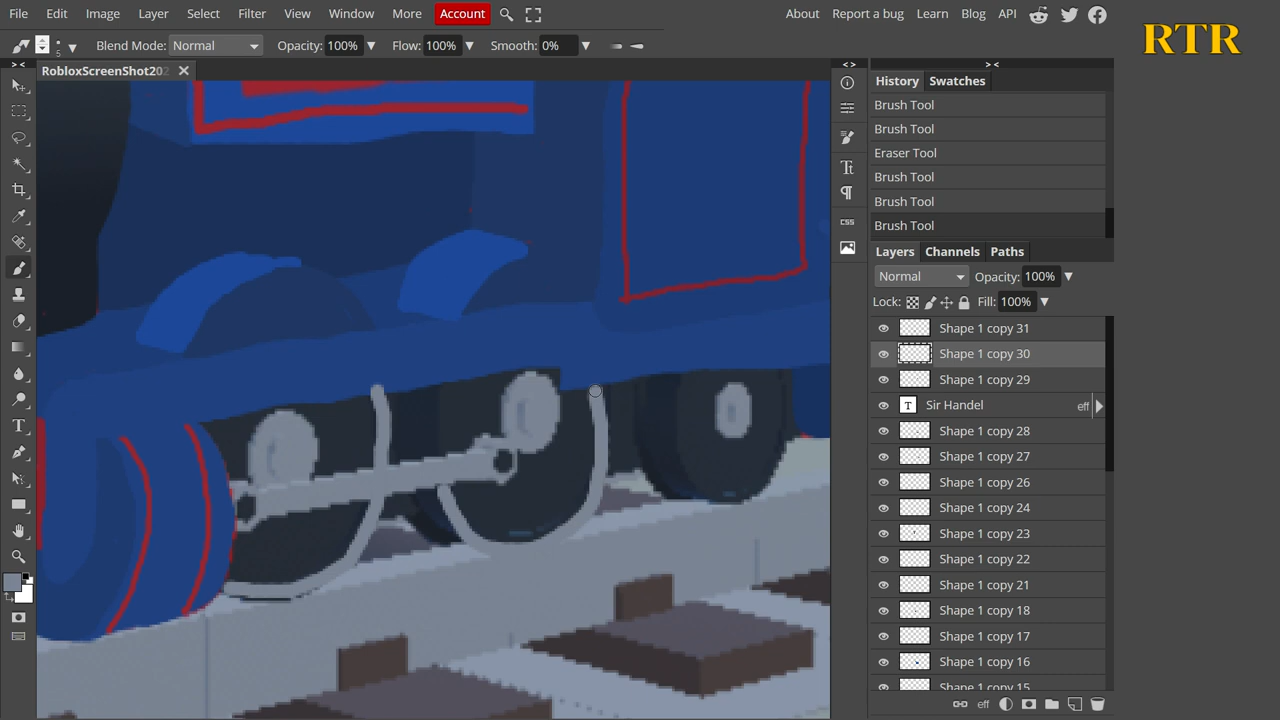 File Edit Image Layer Select Filter View Window More Account About Report a bug Learn Blog API
RTR
5 Blend Mode: Normal Opacity: 100% Flow: 100% Smooth: 0%
> < < > > <
RobloxScreenShot202
History Swatches
Brush Tool
Brush Tool
Eraser Tool
Brush Tool
Brush Tool
Brush Tool
Layers Channels Paths
Normal Opacity: 100%
Lock: Fill: 100%
Shape 1 copy 31
Shape 1 copy 30
Shape 1 copy 29
T Sir Handel eff
Shape 1 copy 28
Shape 1 copy 27
Shape 1 copy 26
Shape 1 copy 24
Shape 1 copy 23
Shape 1 copy 22
Shape 1 copy 21
Shape 1 copy 18
Shape 1 copy 17
Shape 1 copy 16
Shape 1 copy 15
eff